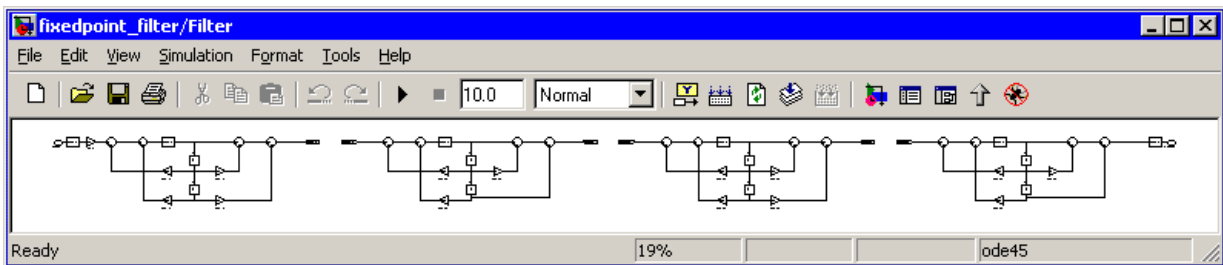 fixedpoint_filter/Filter
File Edit View Simulation Format Tools Help
10.0 Normal
Ready 19% ode45